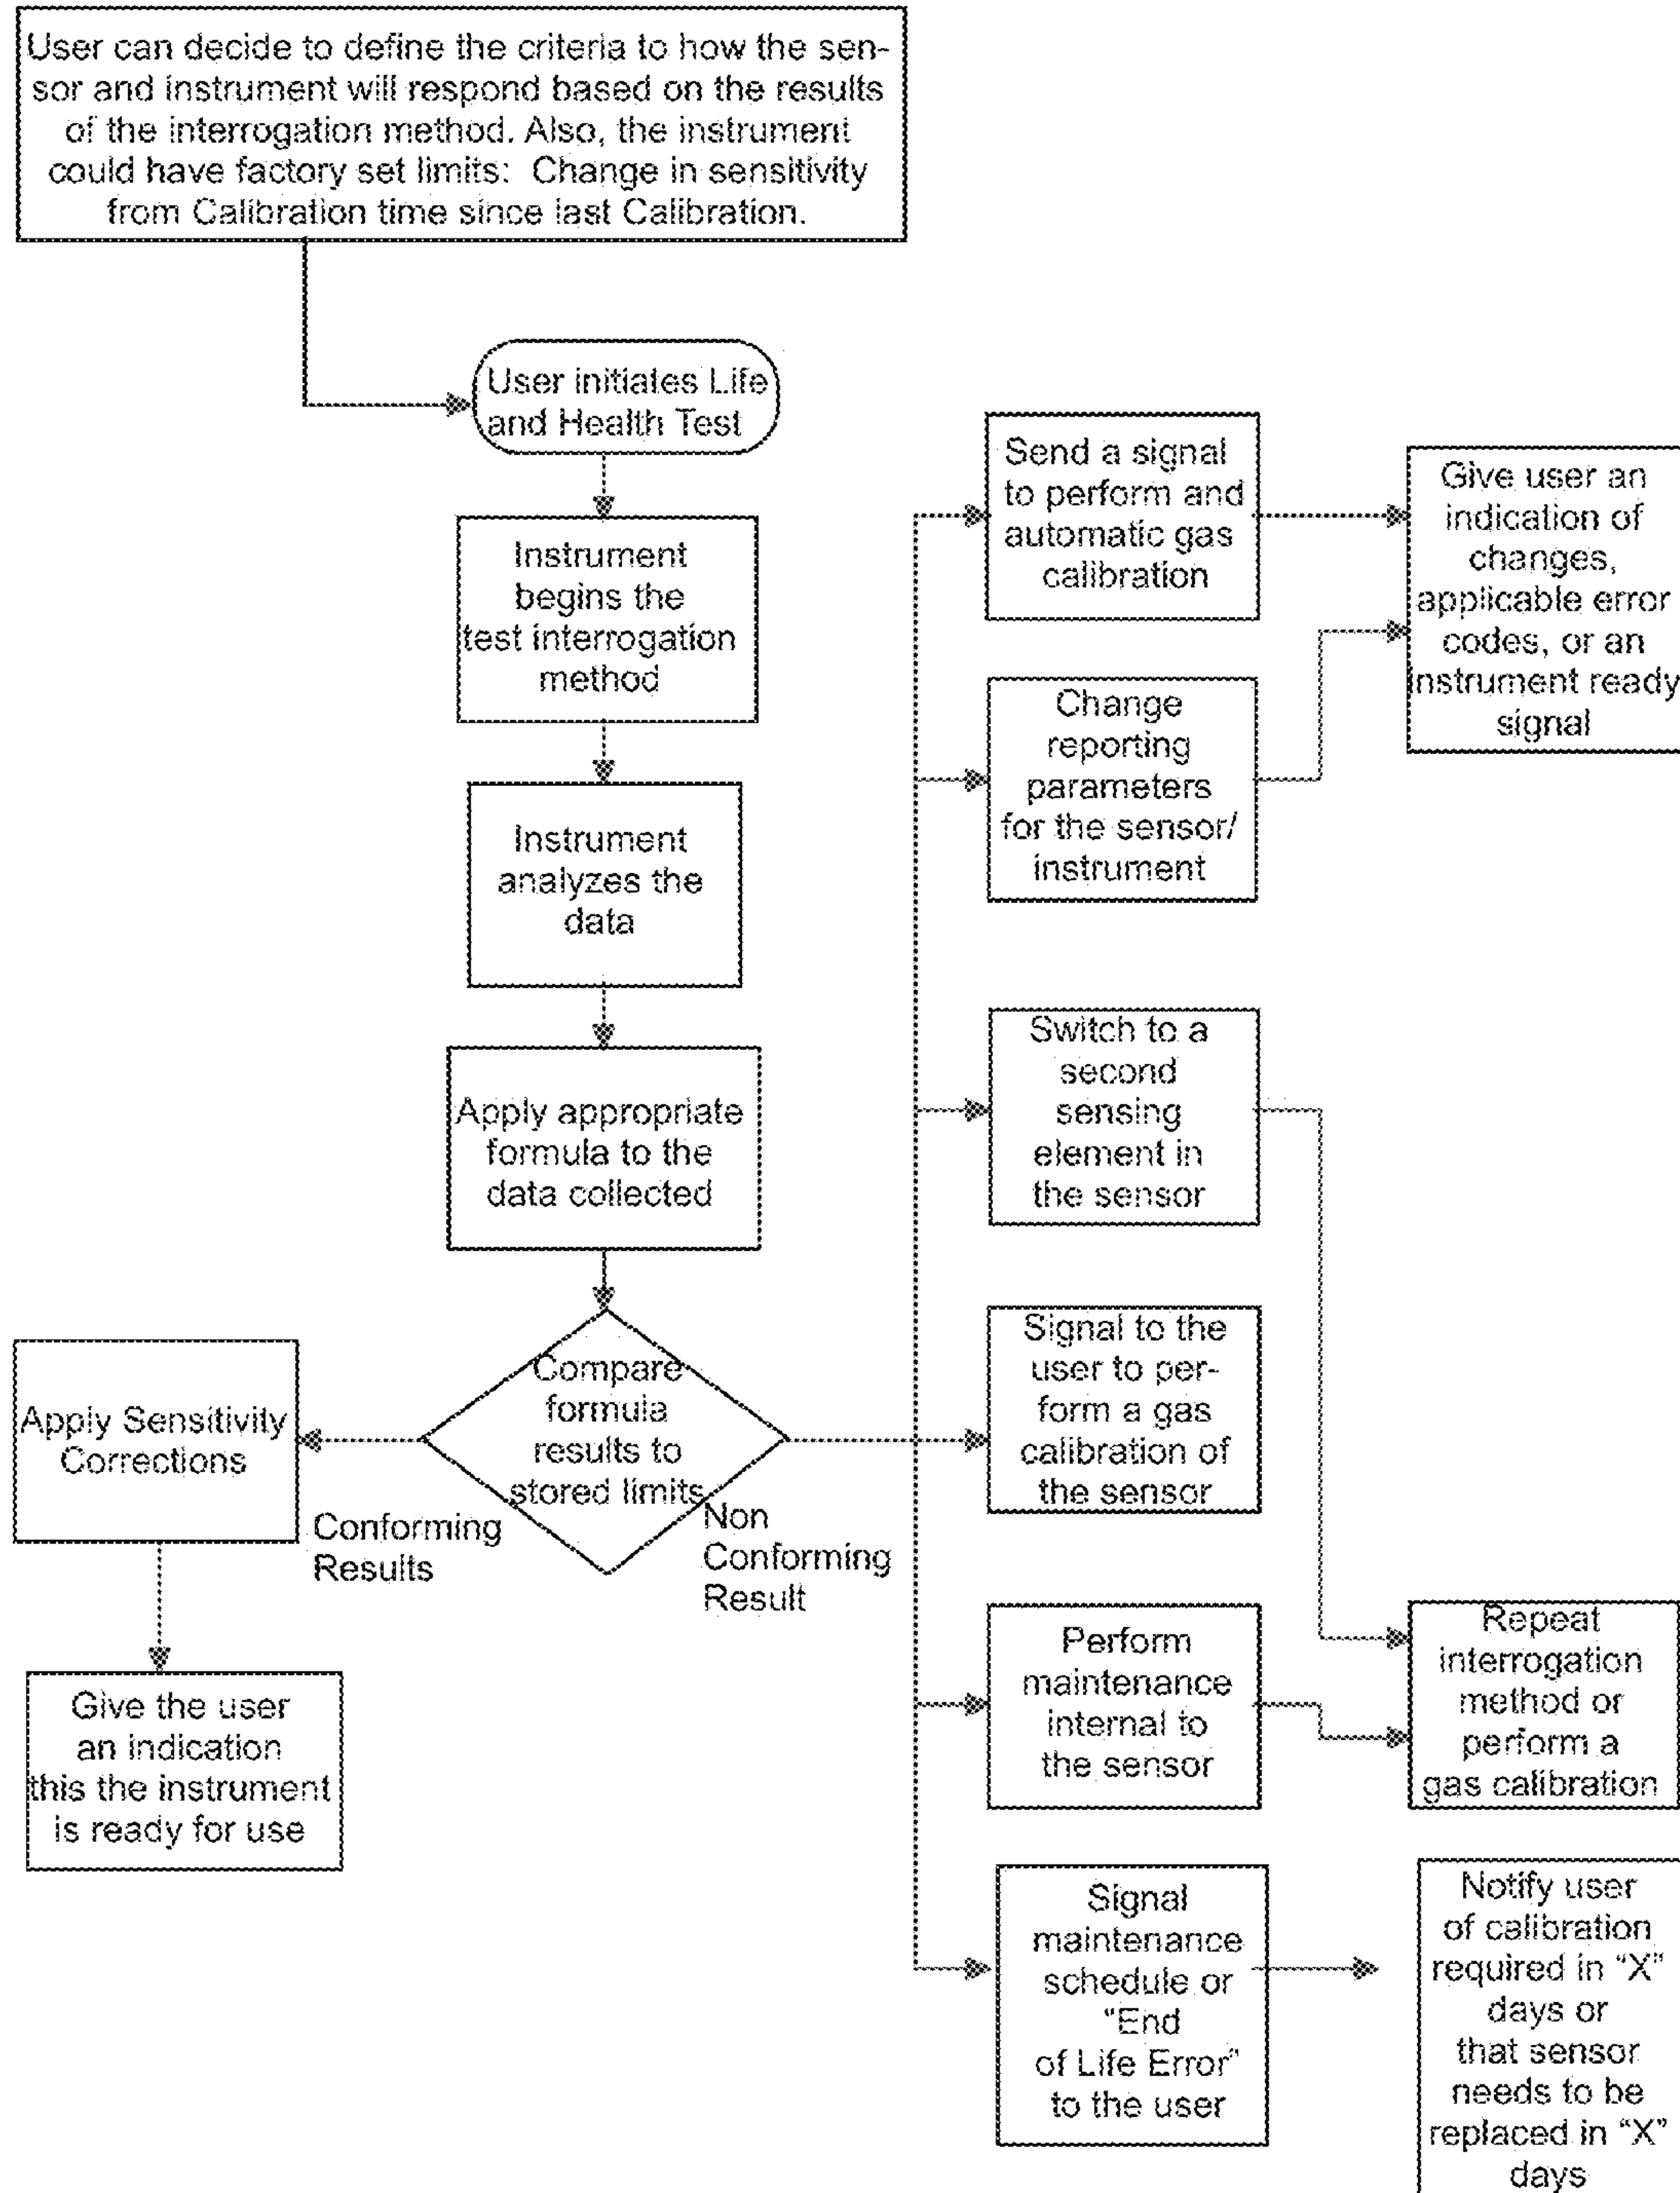 User can decide to define the criteria to how the sen-
sor and instrument will respond based on the results
of the interrogation method. Also, the instrument
could have factory set limits: Change in sensitivity
from Calibration time since last Calibration.
User initiates Life
and Health Test
Instrument
begins the
test interrogation
method
Instrument
analyzes the
data
Apply appropriate
formula to the
data collected
Compare
formula
results to
stored limits
Conforming
Results
Non
Conforming
Result
Apply Sensitivity
Corrections
Give the user
an indication
this the instrument
is ready for use
Send a signal
to perform and
automatic gas
calibration
Change
reporting
parameters
for the sensor/
instrument
Give user an
indication of
changes,
applicable error
codes, or an
instrument ready
signal
Switch to a
second
sensing
element in
the sensor
Signal to the
user to per-
form a gas
calibration of
the sensor
Perform
maintenance
internal to
the sensor
Repeat
interrogation
method or
perform a
gas calibration
Signal
maintenance
schedule or
“End
of Life Error”
to the user
Notify user
of calibration
required in “X”
days or
that sensor
needs to be
replaced in “X”
days